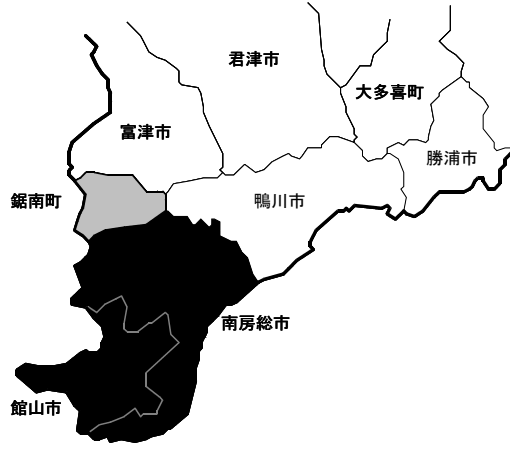 君津市
大多喜町
富津市
勝浦市
鋸南町
鴨川市
南房総市
館山市